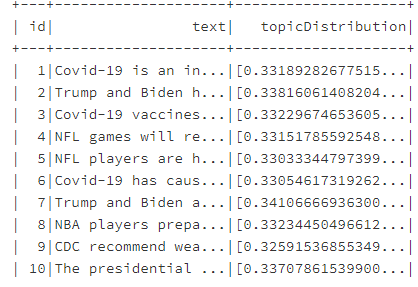 +---+--------------------+--------------------+
| id|                text|   topicDistribution|
+---+--------------------+--------------------+
|  1|Covid-19 is an in...|[0.33189282677515...|
|  2|Trump and Biden h...|[0.33816061408204...|
|  3|Covid-19 vaccines...|[0.33229674653605...|
|  4|NFL games will re...|[0.33151785592548...|
|  5|NFL players are h...|[0.33033344797399...|
|  6|Covid-19 has caus...|[0.33054617319262...|
|  7|Trump and Biden a...|[0.34106666936300...|
|  8|NBA players prepa...|[0.33234450496612...|
|  9|CDC recommend wea...|[0.32591536855349...|
| 10|The presidential ...|[0.33707861539900...|